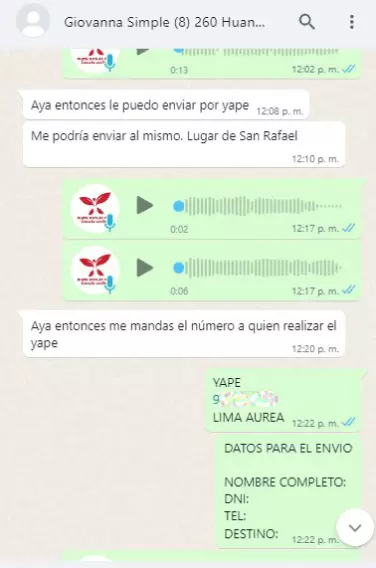 Giovanna Simple (8) 260 Huan...
0:13
12:02 p. m.
Aya entonces le puedo enviar por yape
12:08 p. m.
Me podría enviar al mismo. Lugar de San Rafael
12:10 p. m.
0:02
12:17 p. m.
0:06
12:17 p. m.
Aya entonces me mandas el número a quien realizar el
yape
12:20 p. m.
YAPE
9
LIMA AUREA
12:22 p. m.
DATOS PARA EL ENVIO
NOMBRE COMPLETO:
DNI:
TEL:
DESTINO:
12:22 p. m.